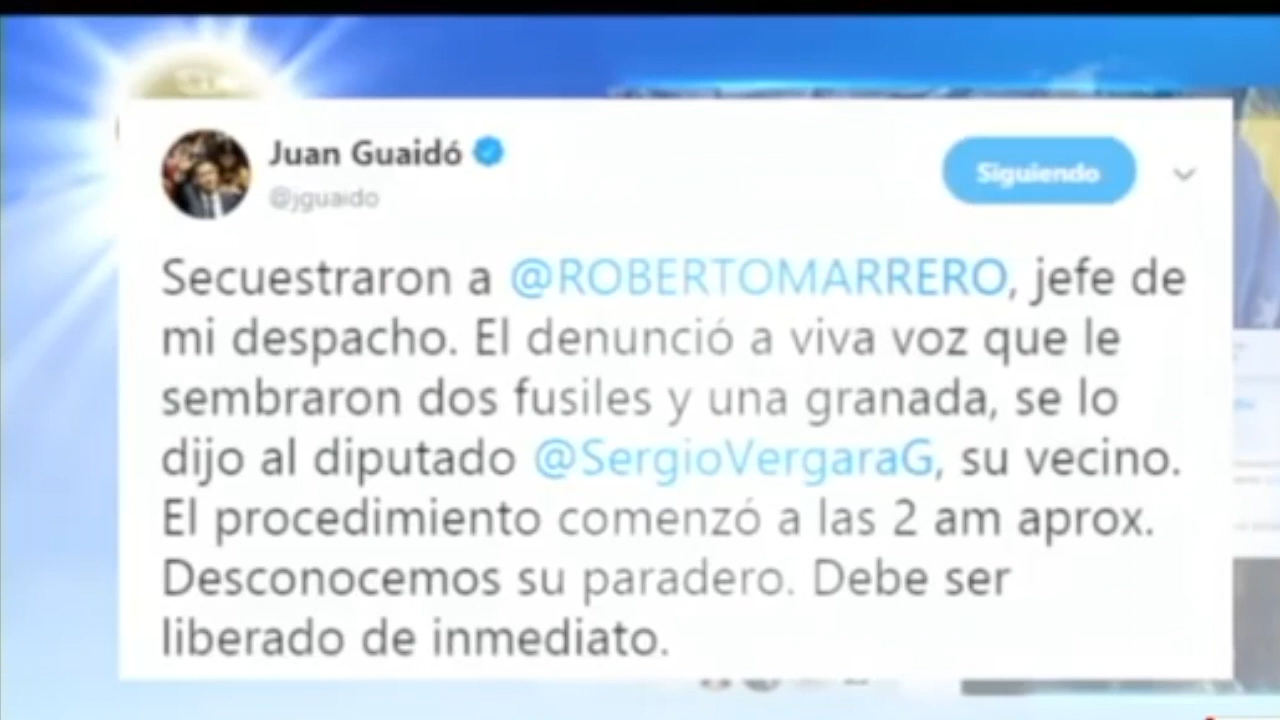 Juan Guaidó
@jguaido
Siguiendo
Secuestraron a @ROBERTOMARRERO, jefe de
mi despacho. El denunció a viva voz que le
sembraron dos fusiles y una granada, se lo
dijo al diputado @SergioVergaraG, su vecino.
El procedimiento comenzó a las 2 am aprox.
Desconocemos su paradero. Debe ser
liberado de inmediato.